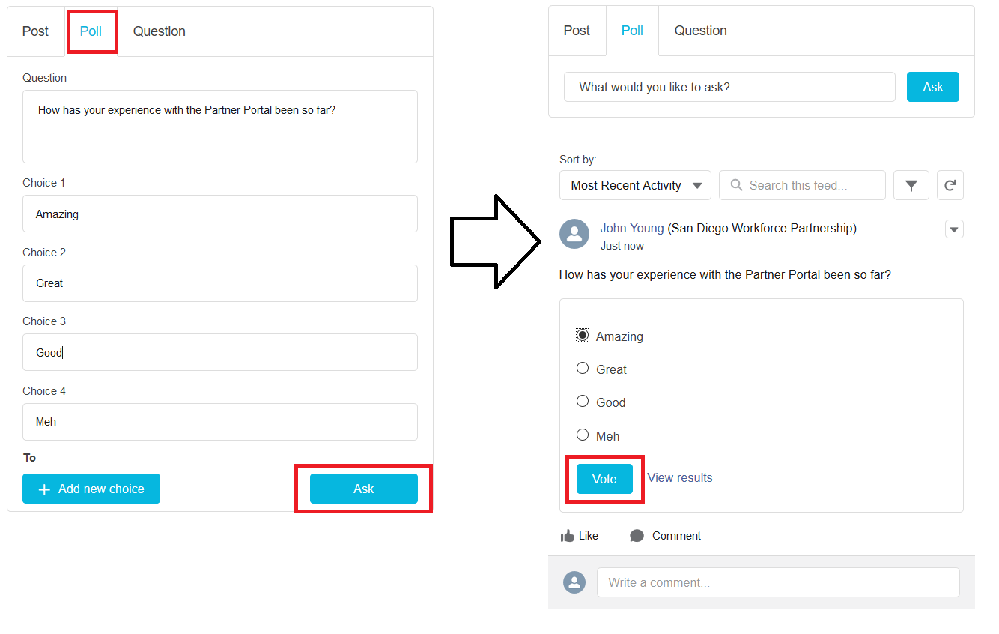 Post Poll Question
Question
How has your experience with the Partner Portal been so far?
Choice 1
Amazing
Choice 2
Great
Choice 3
Good
Choice 4
Meh
To
Add new choice
Ask
Post Poll Question
What would you like to ask?
Ask
Sort by:
Most Recent Activity
Search this feed...
John Young (San Diego Workforce Partnership)
Just now
How has your experience with the Partner Portal been so far?
Amazing
Great
Good
Meh
Vote View results
Like Comment
Write a comment...